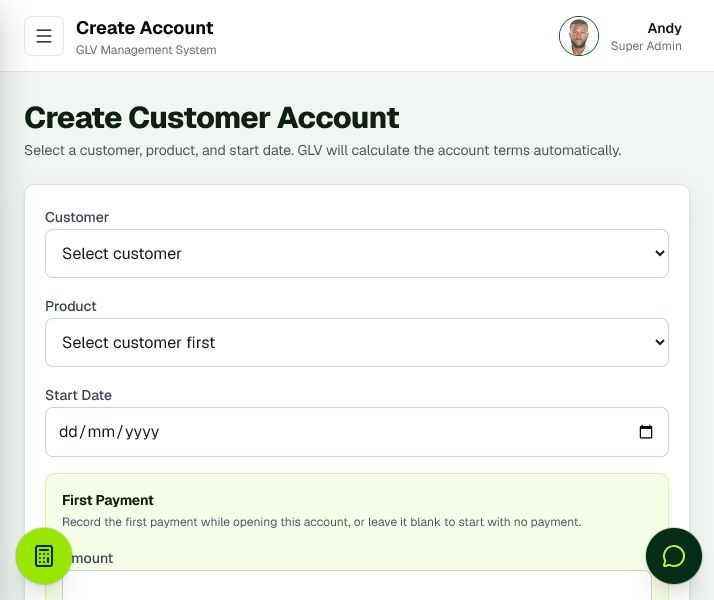 Create Account
GLV Management System
Andy
Super Admin
Create Customer Account
Select a customer, product, and start date. GLV will calculate the account terms automatically.
Customer
Select customer
Product
Select customer first
Start Date
dd/mm/yyyy
First Payment
Record the first payment while opening this account, or leave it blank to start with no payment.
mount